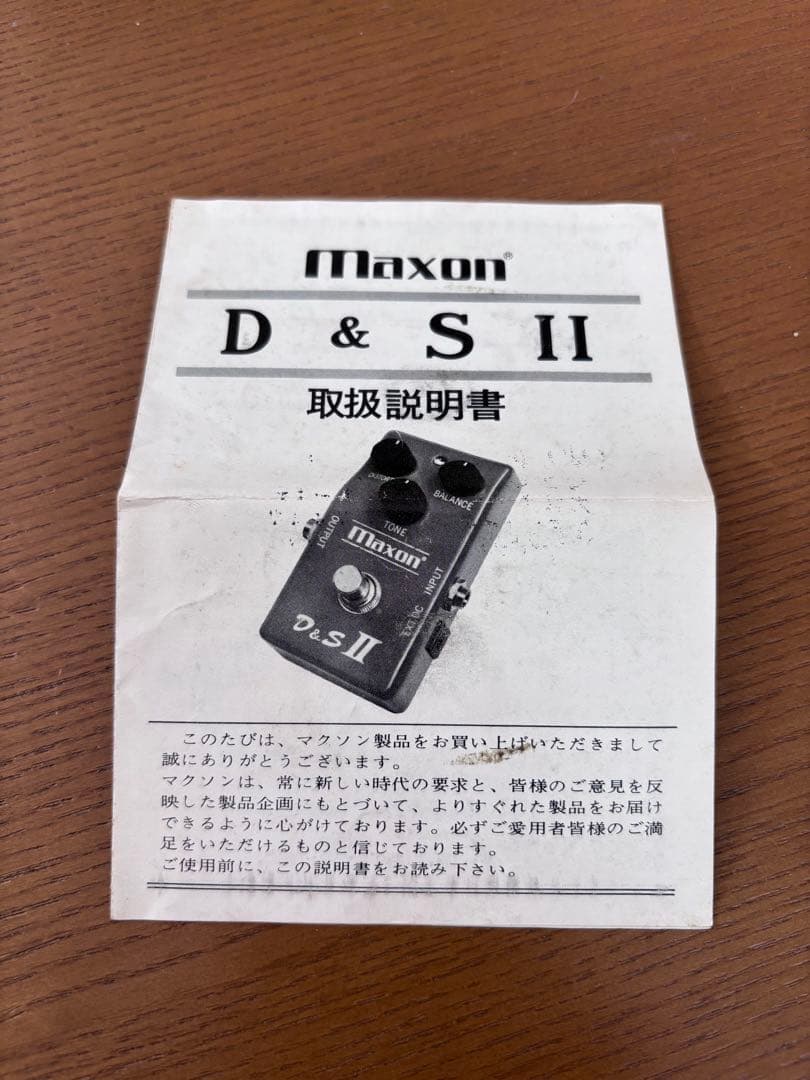 maxon®
D & S II
取扱説明書
BALANCE
TONE
OUTPUT
maxon®
INPUT
EXT. DC
D&S II
このたびは、マクソン製品をお買い上げいただきまして
誠にありがとうございます。
マクソンは、常に新しい時代の要求と、皆様のご意見を反
映した製品企画にもとづいて、よりすぐれた製品をお届け
できるように心がけております。必ずご愛用者皆様のご満
足をいただけるものと信じております。
ご使用前に、この説明書をお読み下さい。